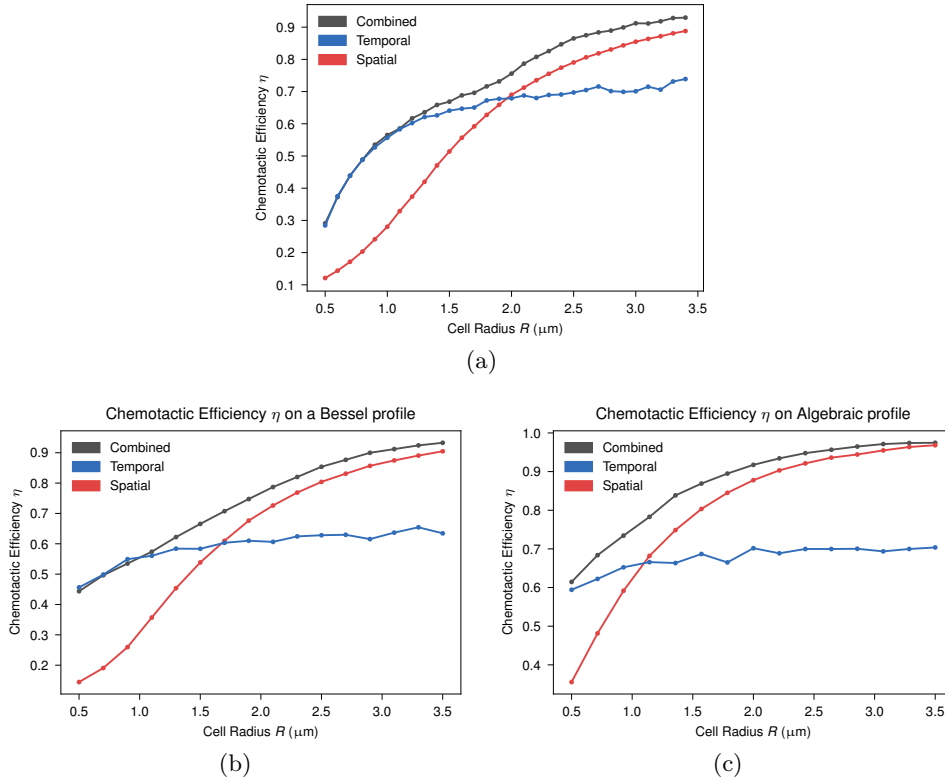 Chemotactic Efficiency η
0.9
0.8
0.7
0.6
0.5
0.4
0.3
0.2
0.1
Combined
Temporal
Spatial
0.5 1.0 1.5 2.0 2.5 3.0 3.5
Cell Radius R (μm)
(a)
Chemotactic Efficiency η on a Bessel profile
Chemotactic Efficiency η
0.9
0.8
0.7
0.6
0.5
0.4
0.3
0.2
Combined
Temporal
Spatial
0.5 1.0 1.5 2.0 2.5 3.0 3.5
Cell Radius R (μm)
(b)
Chemotactic Efficiency η on Algebraic profile
Chemotactic Efficiency η
1.0
0.9
0.8
0.7
0.6
0.5
0.4
Combined
Temporal
Spatial
0.5 1.0 1.5 2.0 2.5 3.0 3.5
Cell Radius R (μm)
(c)